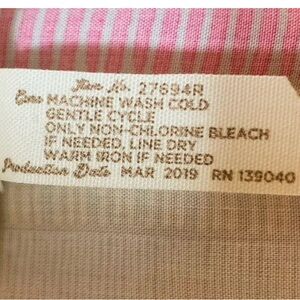 Item No. 27694R
Care MACHINE WASH COLD
GENTLE CYCLE
ONLY NON-CHLORINE BLEACH
IF NEEDED, LINE DRY
WARM IRON IF NEEDED
Production Date MAR 2019 RN 139040